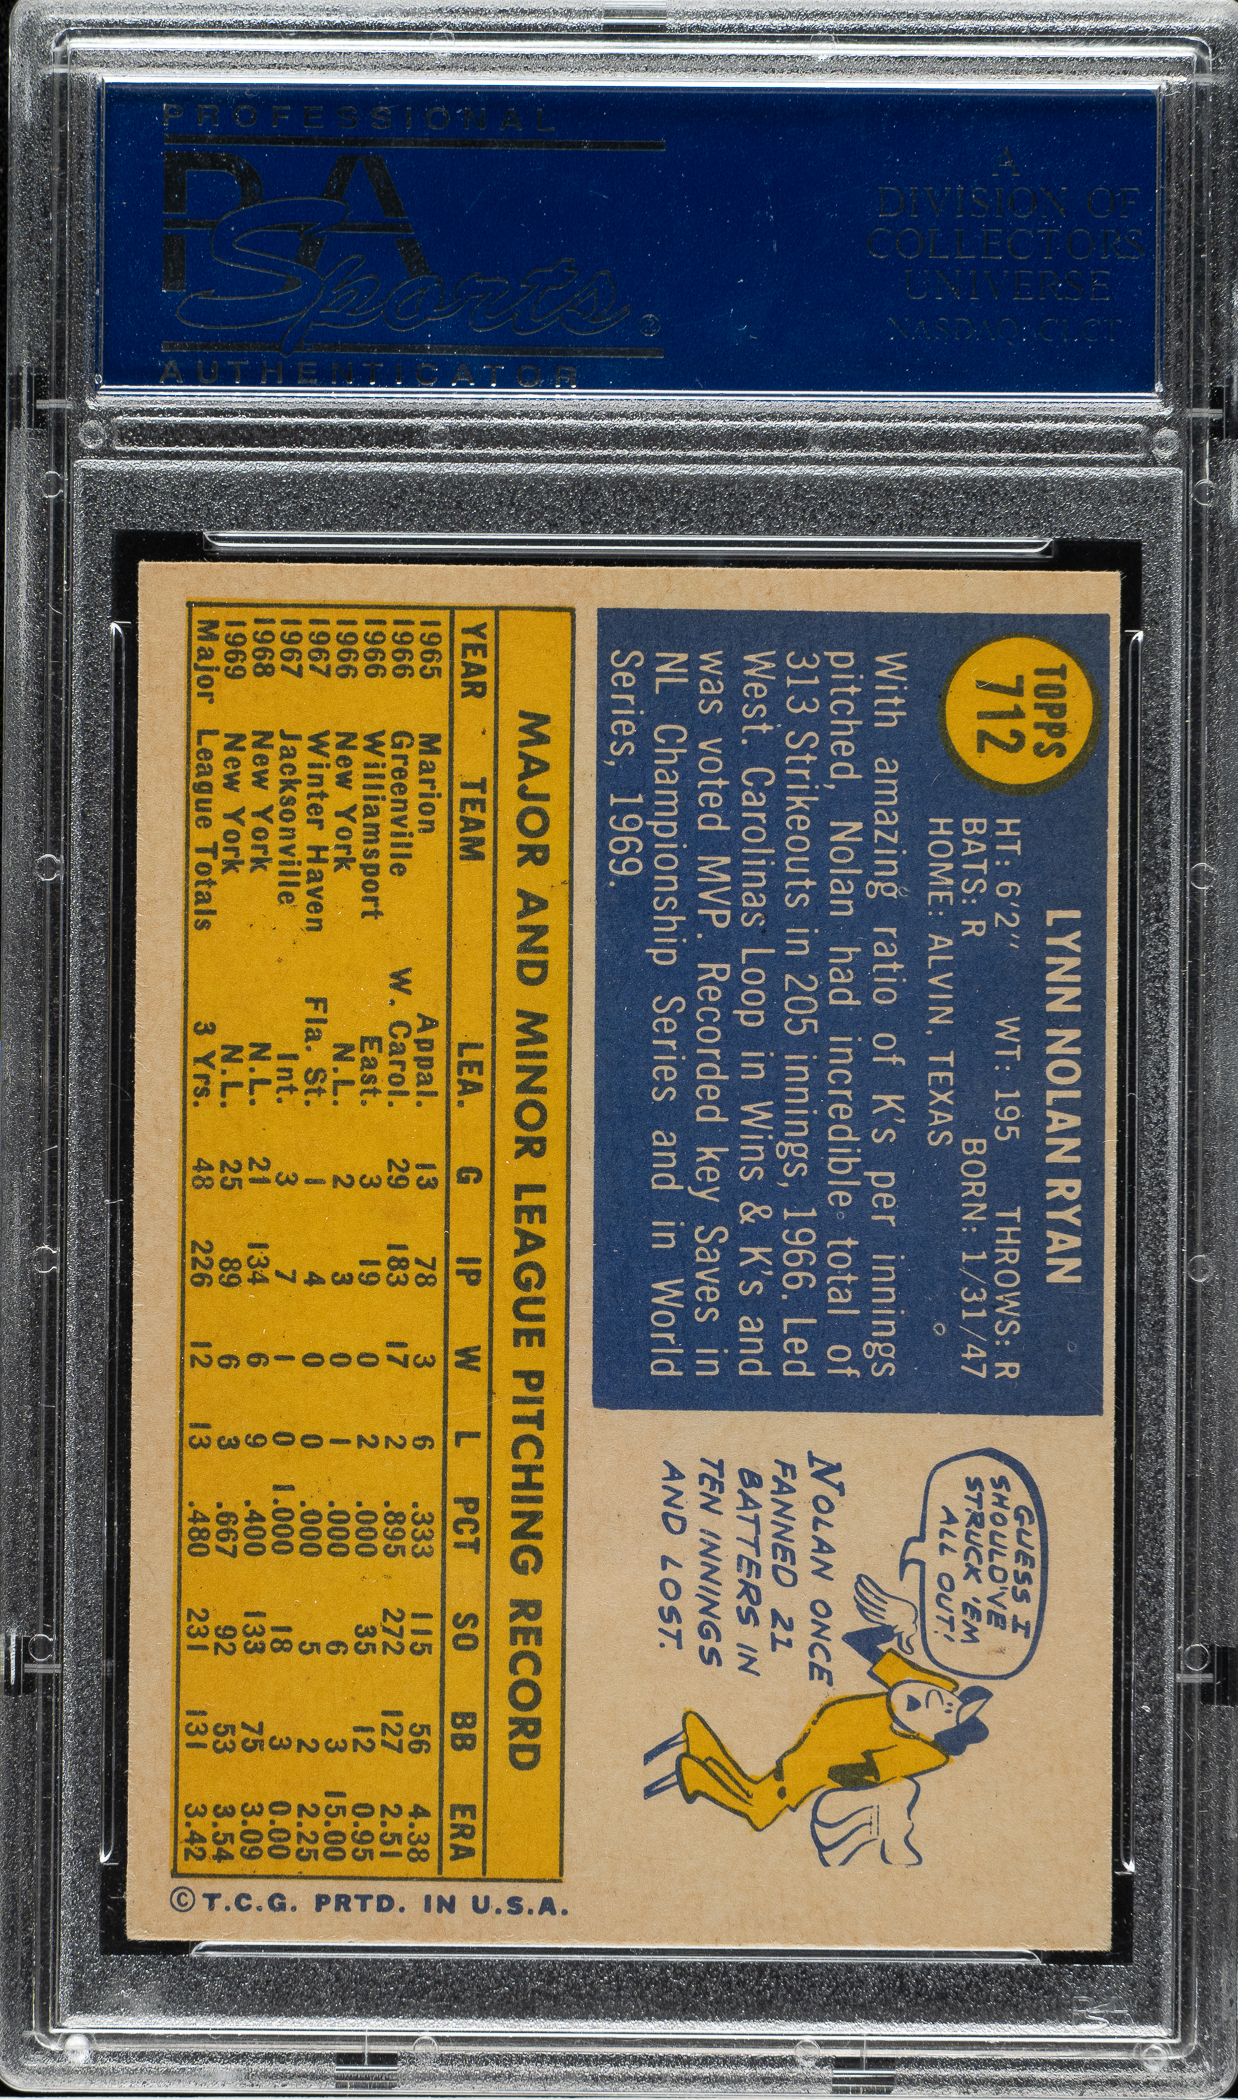 PROFESSIONAL
PSA
Sports®
AUTHENTICATOR
A
DIVISION OF
COLLECTORS
UNIVERSE
NASDAQ: CLCT
TOPPS
712
LYNN NOLAN RYAN
HT: 6'2" WT: 195 THROWS: R
BATS: R BORN: 1/31/47
HOME: ALVIN, TEXAS
With amazing ratio of K's per innings
pitched, Nolan had incredible total of
313 Strikeouts in 205 innings, 1966. Led
West. Carolinas Loop in Wins & K's and
was voted MVP. Recorded key Saves in
NL Championship Series and in World
Series, 1969.
GUESS I
SHOULD'VE
STRUCK 'EM
ALL OUT!
NOLAN ONCE
FANNED 21
BATTERS IN
TEN INNINGS
AND LOST.
MAJOR AND MINOR LEAGUE PITCHING RECORD
YEAR TEAM LEA. G IP W L PCT SO BB ERA
1965 Marion Appal. 13 78 3 6 .333 115 56 4.38
1966 Greenville W. Carol. 29 183 17 2 .895 272 127 2.51
1966 Williamsport East. 3 19 0 2 .000 35 12 0.95
1966 New York N.L. 2 3 0 1 .000 6 3 15.00
1967 Winter Haven Fla. St. 1 4 0 0 .000 5 2 2.25
1967 Jacksonville Int. 3 7 1 0 1.000 18 3 0.00
1968 New York N.L. 21 134 6 9 .400 133 75 3.09
1969 New York N.L. 25 89 6 3 .667 92 53 3.54
Major League Totals 3 Yrs. 48 226 12 13 .480 231 131 3.42
© T.C.G. PRTD. IN U.S.A.
PSA